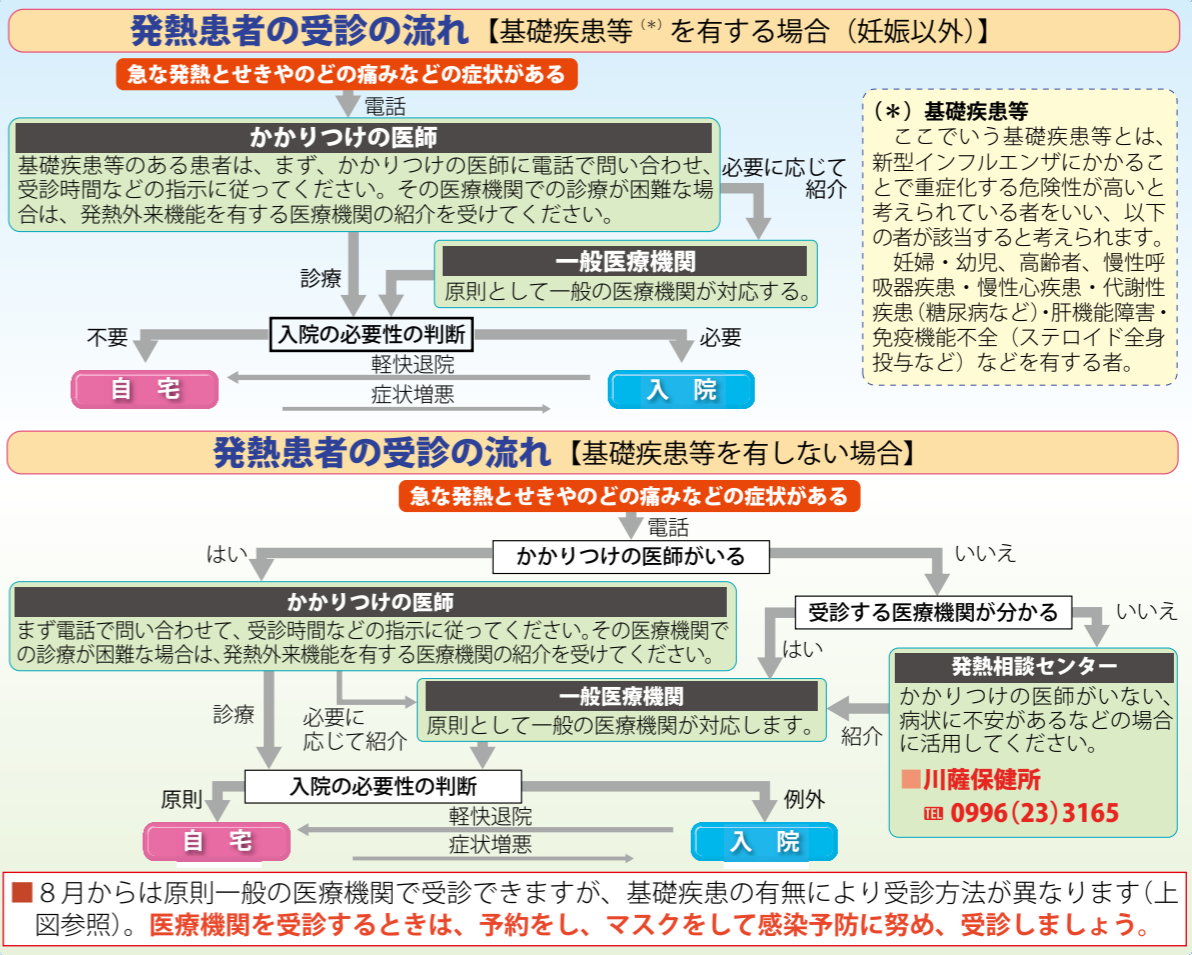 発熱患者の受診の流れ【基礎疾患等（*）を有する場合（妊娠以外）】
急な発熱とせきやのどの痛みなどの症状がある
電話
かかりつけの医師
基礎疾患等のある患者は、まず、かかりつけの医師に電話で問い合わせ、
受診時間などの指示に従ってください。その医療機関での診療が困難な場
合は、発熱外来機能を有する医療機関の紹介を受けてください。
必要に応じて
紹介
一般医療機関
原則として一般の医療機関が対応する。
診療
入院の必要性の判断
不要
必要
自宅
軽快退院
症状増悪
入院
（＊）基礎疾患等
ここでいう基礎疾患等とは、
新型インフルエンザにかかるこ
とで重症化する危険性が高いと
考えられている者をいい、以下
の者が該当すると考えられます。
妊婦・幼児、高齢者、慢性呼
吸器疾患・慢性心疾患・代謝性
疾患（糖尿病など）・肝機能障害・
免疫機能不全（ステロイド全身
投与など）などを有する者。
発熱患者の受診の流れ【基礎疾患等を有しない場合】
急な発熱とせきやのどの痛みなどの症状がある
電話
かかりつけの医師がいる
はい
いいえ
かかりつけの医師
まず電話で問い合わせて、受診時間などの指示に従ってください。その医療機関で
の診療が困難な場合は、発熱外来機能を有する医療機関の紹介を受けてください。
受診する医療機関が分かる
はい
いいえ
発熱相談センター
かかりつけの医師がいない、
病状に不安があるなどの場合
に活用してください。
■川薩保健所
℡ 0996（23）3165
紹介
一般医療機関
原則として一般の医療機関が対応します。
診療
必要に
応じて紹介
入院の必要性の判断
原則
例外
自宅
軽快退院
症状増悪
入院
■８月からは原則一般の医療機関で受診できますが、基礎疾患の有無により受診方法が異なります（上
図参照）。医療機関を受診するときは、予約をし、マスクをして感染予防に努め、受診しましょう。